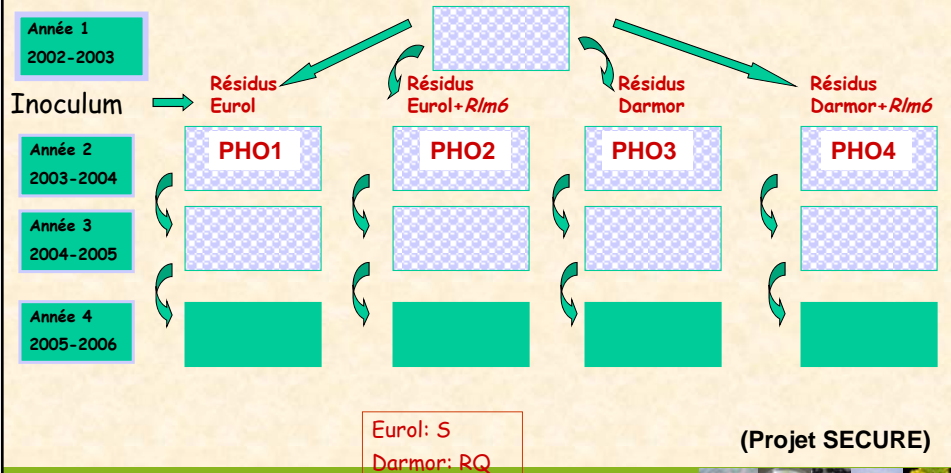 Année 1
2002-2003
Inoculum
Résidus
Eurol
Résidus
Eurol+Rlm6
Résidus
Darmor
Résidus
Darmor+Rlm6
Année 2
2003-2004
PHO1
PHO2
PHO3
PHO4
Année 3
2004-2005
Année 4
2005-2006
Eurol: S
Darmor: RQ
(Projet SECURE)